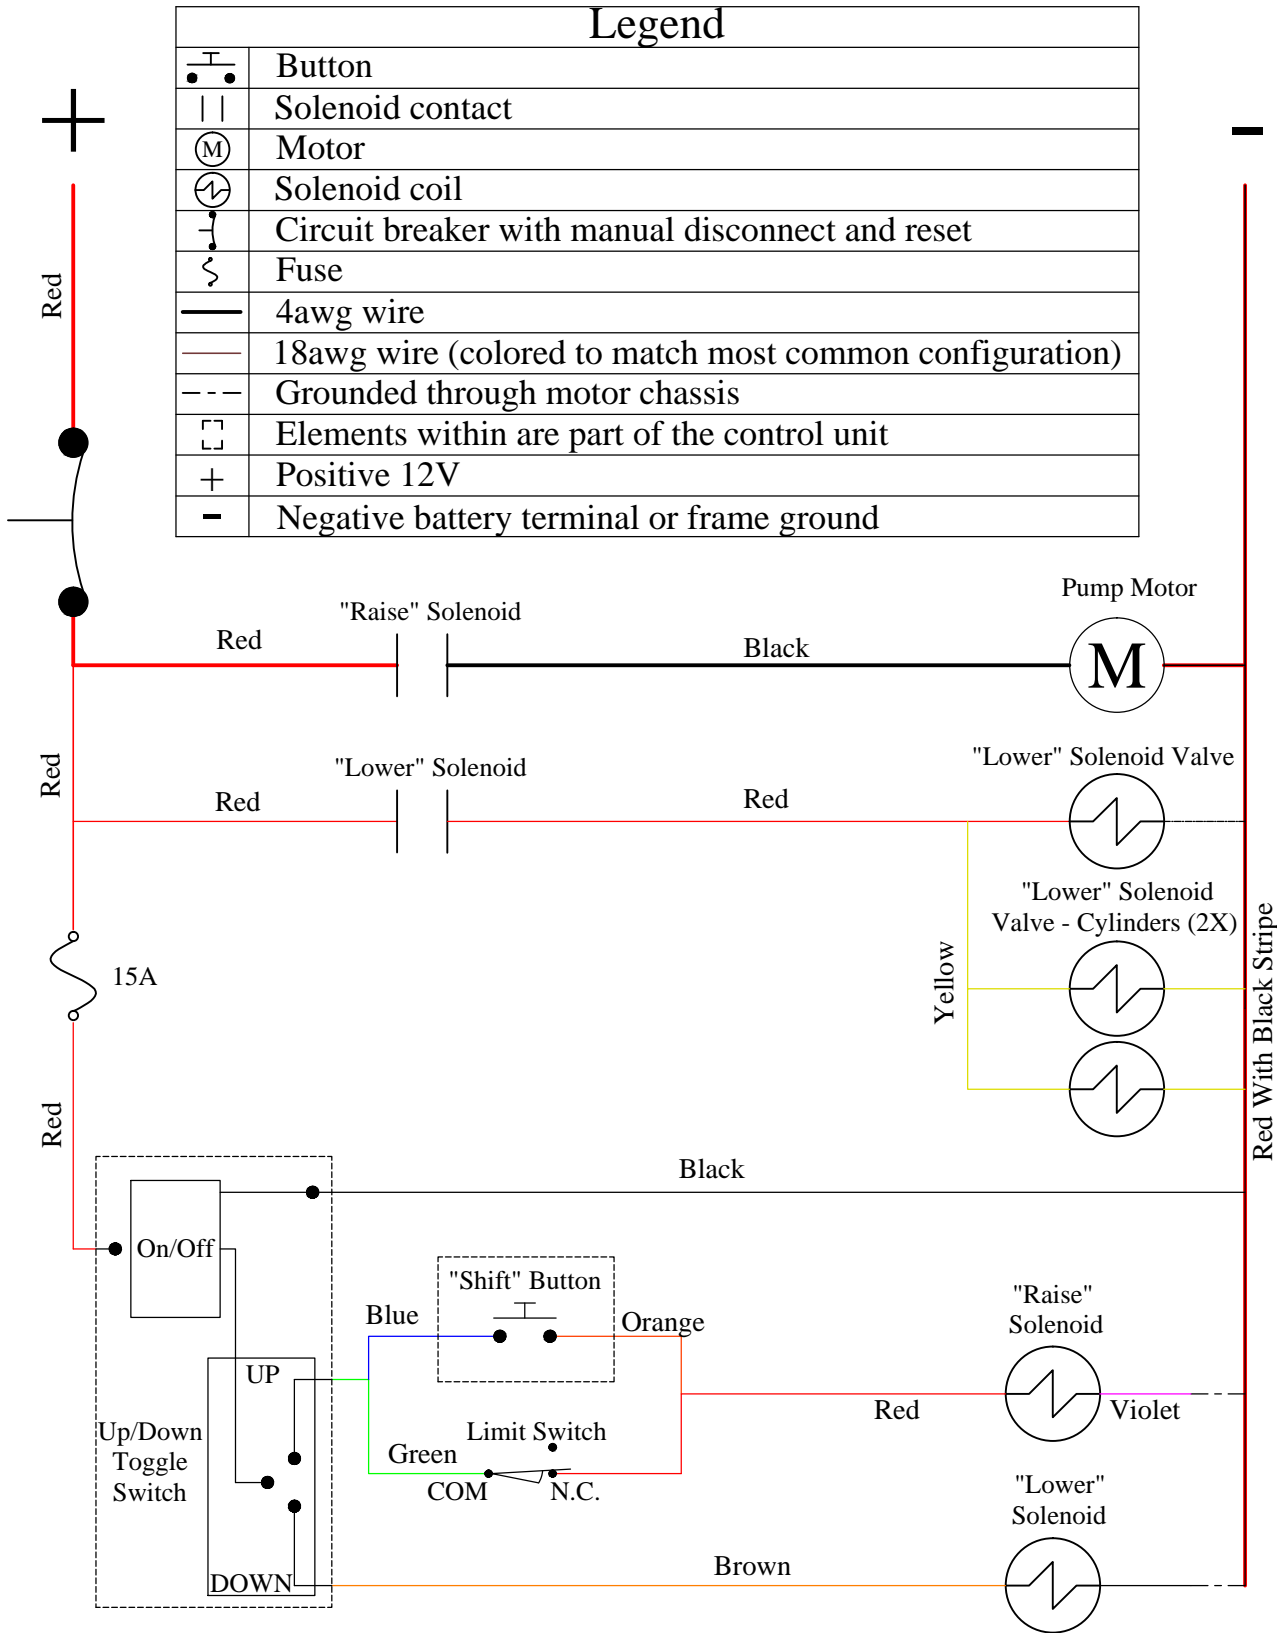 Legend
Button
Solenoid contact
M
Motor
Solenoid coil
Circuit breaker with manual disconnect and reset
Fuse
4awg wire
18awg wire (colored to match most common configuration)
Grounded through motor chassis
Elements within are part of the control unit
+
Positive 12V
-
Negative battery terminal or frame ground
+
-
Red
Pump Motor
"Raise" Solenoid
Red
Black
M
Red
"Lower" Solenoid
"Lower" Solenoid Valve
Red
Red
"Lower" Solenoid
Valve - Cylinders (2X)
15A
Yellow
Red With Black Stripe
Red
Black
On/Off
"Shift" Button
Blue
Orange
"Raise"
Solenoid
UP
Red
Violet
Up/Down
Toggle
Switch
Limit Switch
Green
COM
N.C.
"Lower"
Solenoid
DOWN
Brown